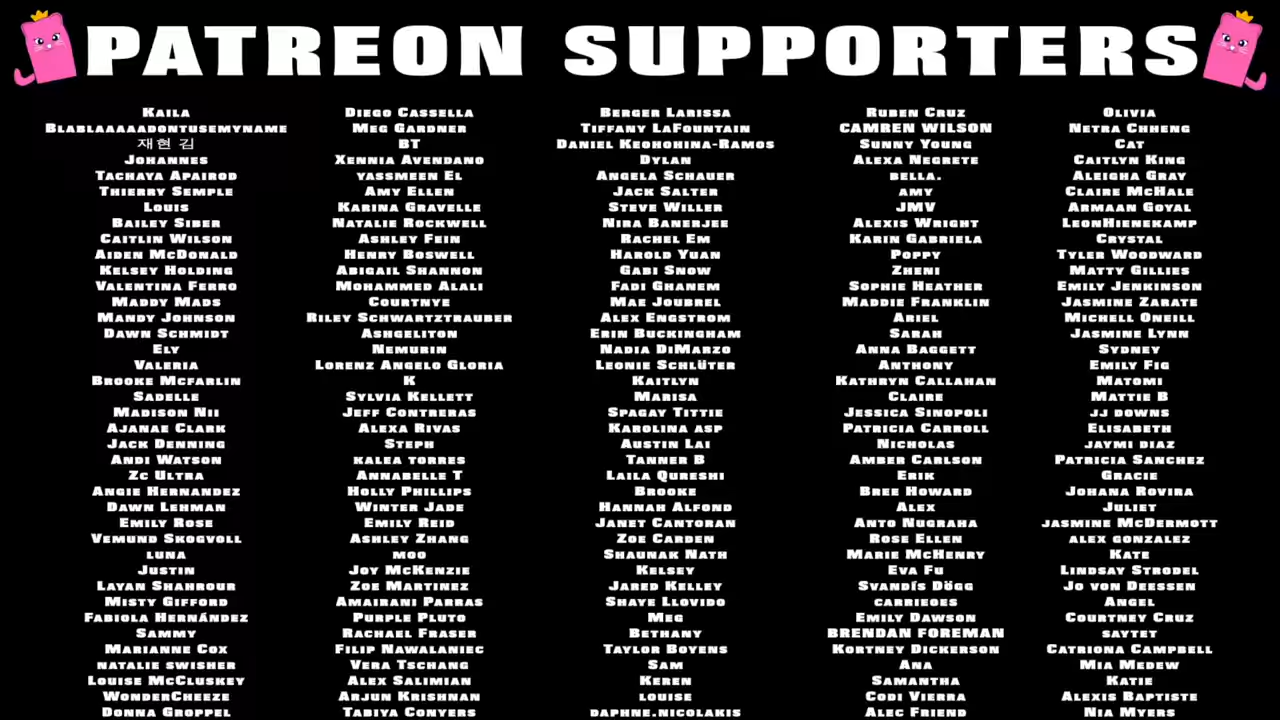 PATREON SUPPORTERS
Kaila
Blablaaaaadontusemyname
재현 김
Johannes
Tachaya Apairod
Thierry Semple
Louis
Bailey Siber
Caitlin Wilson
Aiden McDonald
Kelsey Holding
Valentina Ferro
Maddy Mads
Mandy Johnson
Dawn Schmidt
Ely
Valeria
Brooke Mcfarlin
Sadelle
Madison Nii
Ajanae Clark
Jack Denning
Andi Watson
Zc Ultra
Angie Hernandez
Dawn Lehman
Emily Rose
Vemund Skogvoll
luna
Justin
Layan Shahrour
Misty Gifford
Fabiola Hernández
Sammy
Marianne Cox
natalie swisher
Louise McCluskey
WonderCheeze
Donna Groppel
Diego Cassella
Meg Gardner
BT
Xennia Avendano
yassmeen El
Amy Ellen
Karina Gravelle
Natalie Rockwell
Ashley Fein
Henry Boswell
Abigail Shannon
Mohammed Alali
Courtnye
Riley Schwartztrauber
Ashgeliton
Nemurin
Lorenz Angelo Gloria
K
Sylvia Kellett
Jeff Contreras
Alexa Rivas
Steph
kalea torres
Annabelle T
Holly Phillips
Winter Jade
Emily Reid
Ashley Zhang
moo
Joy McKenzie
Zoe Martinez
Amairani Parras
Purple Pluto
Rachael Fraser
Filip Nawalaniec
Vera Tschang
Alex Salimian
Arjun Krishnan
Tabiya Conyers
Berger Larissa
Tiffany LaFountain
Daniel Keohohina-Ramos
Dylan
Angela Schauer
Jack Salter
Steve Willer
Nira Banerjee
Rachel Em
Harold Yuan
Gabi Snow
Fadi Ghanem
Mae Joubrel
Alex Engstrom
Erin Buckingham
Nadia DiMarzo
Leonie Schlüter
Kaitlyn
Marisa
Spagay Tittie
Karolina asp
Austin Lai
Tanner B
Laila Qureshi
Brooke
Hannah Alfond
Janet Cantoran
Zoe Carden
Shaunak Nath
Kelsey
Jared Kelley
Shaye Llovido
Meg
Bethany
Taylor Boyens
Sam
Keren
louise
daphne.nicolakis
Ruben Cruz
CAMREN WILSON
Sunny Young
Alexa Negrete
bella.
amy
JMV
Alexis Wright
Karin Gabriela
Poppy
Zheni
Sophie Heather
Maddie Franklin
Ariel
Sarah
Anna Baggett
Anthony
Kathryn Callahan
Claire
Jessica Sinopoli
Patricia Carroll
Nicholas
Amber Carlson
Erik
Bree Howard
Alex
Anto Nugraha
Rose Ellen
Marie McHenry
Eva Fu
Svandís Dögg
carriegoes
Emily Dawson
BRENDAN FOREMAN
Kortney Dickerson
Ana
Samantha
Codi Vierra
Alec Friend
Olivia
Netra Chheng
Cat
Caitlyn King
Aleigha Gray
Claire McHale
Armaan Goyal
LeonHienekamp
Crystal
Tyler Woodward
Matty Gillies
Emily Jenkinson
Jasmine Zarate
Michell Oneill
Jasmine Lynn
Sydney
Emily Fig
Matomi
Mattie B
jj downs
Elisabeth
jaymi diaz
Patricia Sanchez
Gracie
Johana Rovira
Juliet
jasmine McDermott
alex gonzalez
Kate
Lindsay Strodel
Jo von Deessen
Angel
Courtney Cruz
saytet
Catriona Campbell
Mia Medew
Katie
Alexis Baptiste
Nia Myers